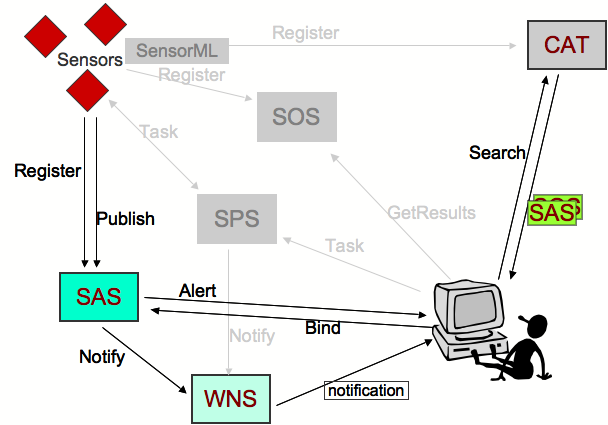 Sensors
SensorML
Register
CAT
Register
SOS
Task
Search
Register
Publish
SPS
GetResults
SOS
SAS
Task
SAS
Alert
Bind
Notify
Notify
WNS
notification